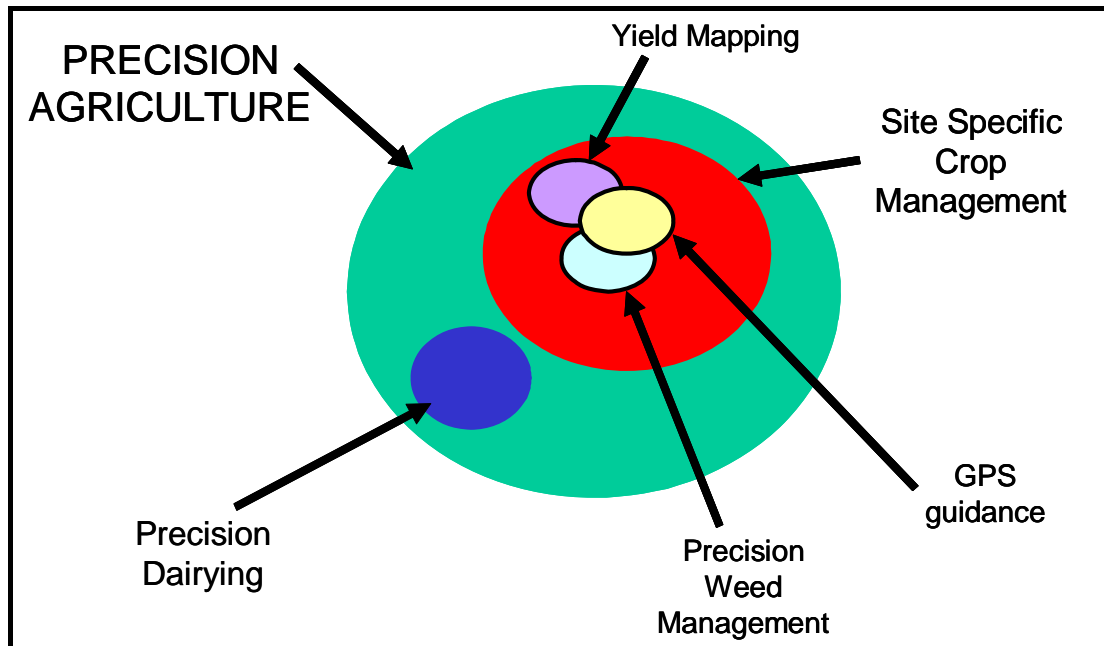 PRECISION
AGRICULTURE
Yield Mapping
Site Specific
Crop
Management
GPS
guidance
Precision
Weed
Management
Precision
Dairying